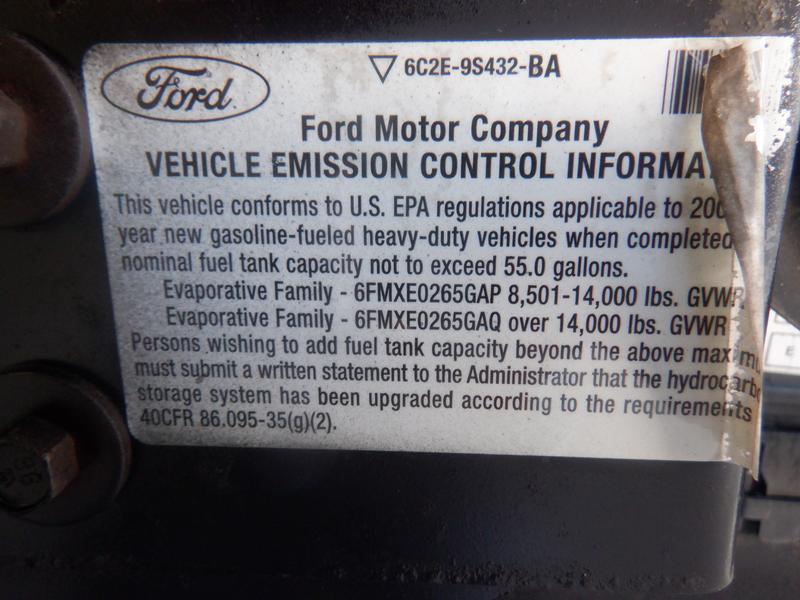 Ford
6C2E-9S432-BA
Ford Motor Company
VEHICLE EMISSION CONTROL INFORMA
This vehicle conforms to U.S. EPA regulations applicable to 200
year new gasoline-fueled heavy-duty vehicles when completed
nominal fuel tank capacity not to exceed 55.0 gallons.
Evaporative Family - 6FMXE0265GAP 8,501-14,000 lbs. GVWR
Evaporative Family - 6FMXE0265GAQ over 14,000 lbs. GVWR
Persons wishing to add fuel tank capacity beyond the above maximu
must submit a written statement to the Administrator that the hydrocarbo
storage system has been upgraded according to the requirements
40CFR 86.095-35(g)(2).
E